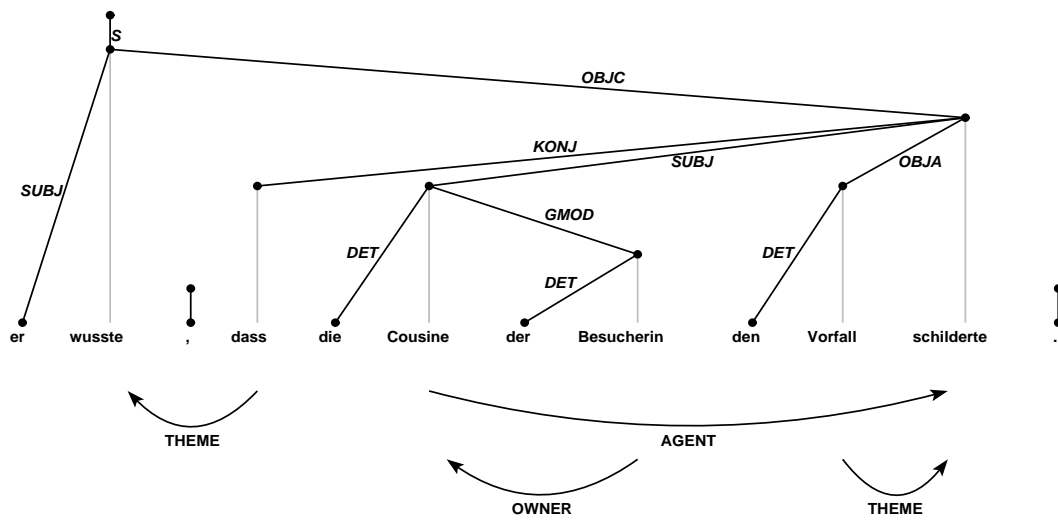 S
OBJC
KONJ
SUBJ
OBJA
SUBJ
GMOD
DET
DET
DET
er wusste , dass die Cousine der Besucherin den Vorfall schilderte .
THEME AGENT
OWNER THEME